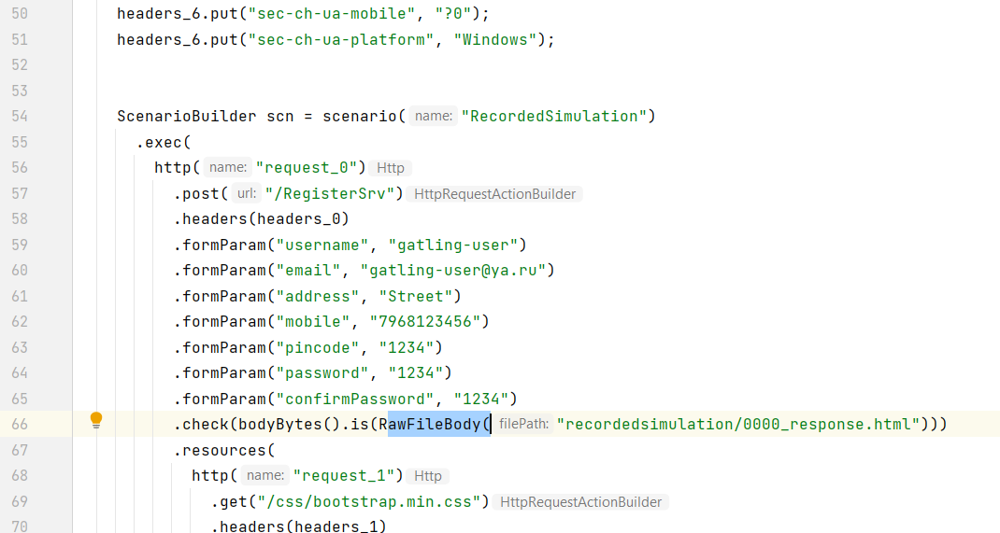 50 headers_6.put("sec-ch-ua-mobile", "?0");
51 headers_6.put("sec-ch-ua-platform", "Windows");
52
53
54 ScenarioBuilder scn = scenario( name: "RecordedSimulation")
55 .exec(
56 http( name: "request_0") Http
57 .post( url: "/RegisterSrv") HttpRequestActionBuilder
58 .headers(headers_0)
59 .formParam("username", "gatling-user")
60 .formParam("email", "gatling-user@ya.ru")
61 .formParam("address", "Street")
62 .formParam("mobile", "7968123456")
63 .formParam("pincode", "1234")
64 .formParam("password", "1234")
65 .formParam("confirmPassword", "1234")
66 .check(bodyBytes().is(RawFileBody( filePath: "recordedsimulation/0000_response.html")))
67 .resources(
68 http( name: "request_1") Http
69 .get("/css/bootstrap.min.css") HttpRequestActionBuilder
70 .headers(headers_1)